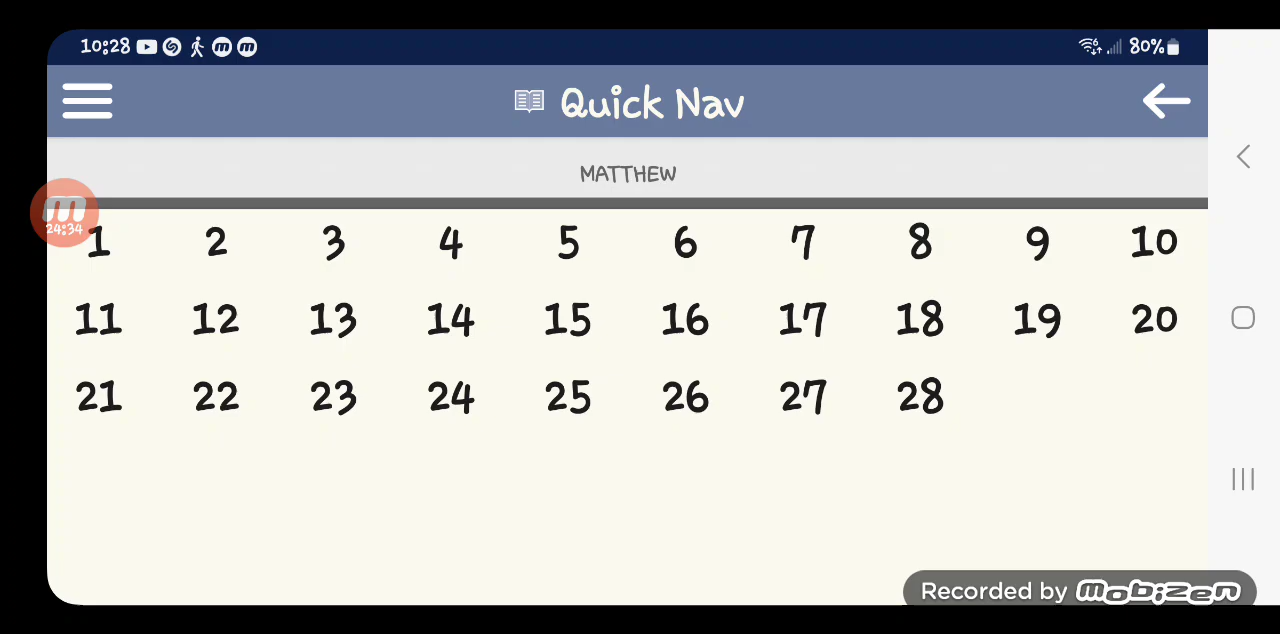 10:28 80%
Quick Nav
MATTHEW
24:34
1 2 3 4 5 6 7 8 9 10
11 12 13 14 15 16 17 18 19 20
21 22 23 24 25 26 27 28
Recorded by mobizen